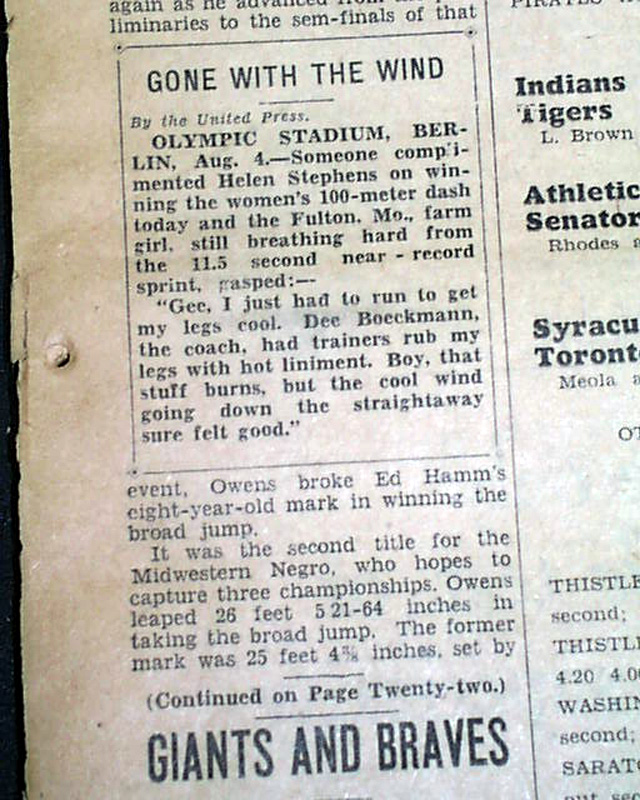 again as he advanced from the
liminaries to the sem-finals of that
GONE WITH THE WIND
By the United Press.
OLYMPIC STADIUM, BER-
LIN, Aug. 4.—Someone compli-
mented Helen Stephens on win-
ning the women's 100-meter dash
today and the Fulton, Mo., farm
girl, still breathing hard from
the 11.5 second near - record
sprint, gasped:—
"Gee, I just had to run to get
my legs cool. Dee Boeckmann,
the coach, had trainers rub my
legs with hot liniment. Boy, that
stuff burns, but the cool wind
going down the straightaway
sure felt good."
event, Owens broke Ed Hamm's
eight-year-old mark in winning the
broad jump.
It was the second title for the
Midwestern Negro, who hopes to
capture three championships. Owens
leaped 26 feet 5 21-64 inches in
taking the broad jump. The former
mark was 25 feet 4¾ inches, set by
(Continued on Page Twenty-two.)
GIANTS AND BRAVES
Indians
Tigers
L. Brown
Athletic
Senator
Rhodes a
Syracu
Toront
Meola a
OT
THISTLE
second;
THISTLE
4.20 4.00
WASHIN
second;
SARATO
out sec